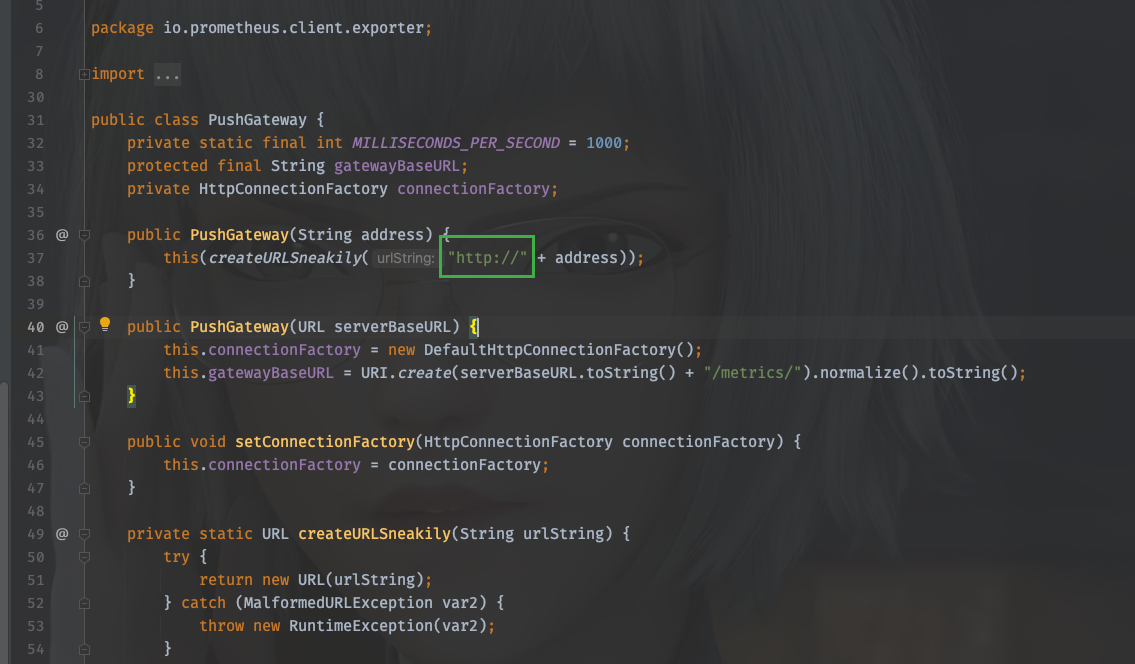 5
6 package io.prometheus.client.exporter;
7
8 import ...
30
31 public class PushGateway {
32     private static final int MILLISECONDS_PER_SECOND = 1000;
33     protected final String gatewayBaseURL;
34     private HttpConnectionFactory connectionFactory;
35
36 @     public PushGateway(String address) {
37         this(createURLSneakily( urlString: "http://" + address));
38     }
39
40 @     public PushGateway(URL serverBaseURL) {
41         this.connectionFactory = new DefaultHttpConnectionFactory();
42         this.gatewayBaseURL = URI.create(serverBaseURL.toString() + "/metrics/").normalize().toString();
43     }
44
45     public void setConnectionFactory(HttpConnectionFactory connectionFactory) {
46         this.connectionFactory = connectionFactory;
47     }
48
49 @     private static URL createURLSneakily(String urlString) {
50         try {
51             return new URL(urlString);
52         } catch (MalformedURLException var2) {
53             throw new RuntimeException(var2);
54         }